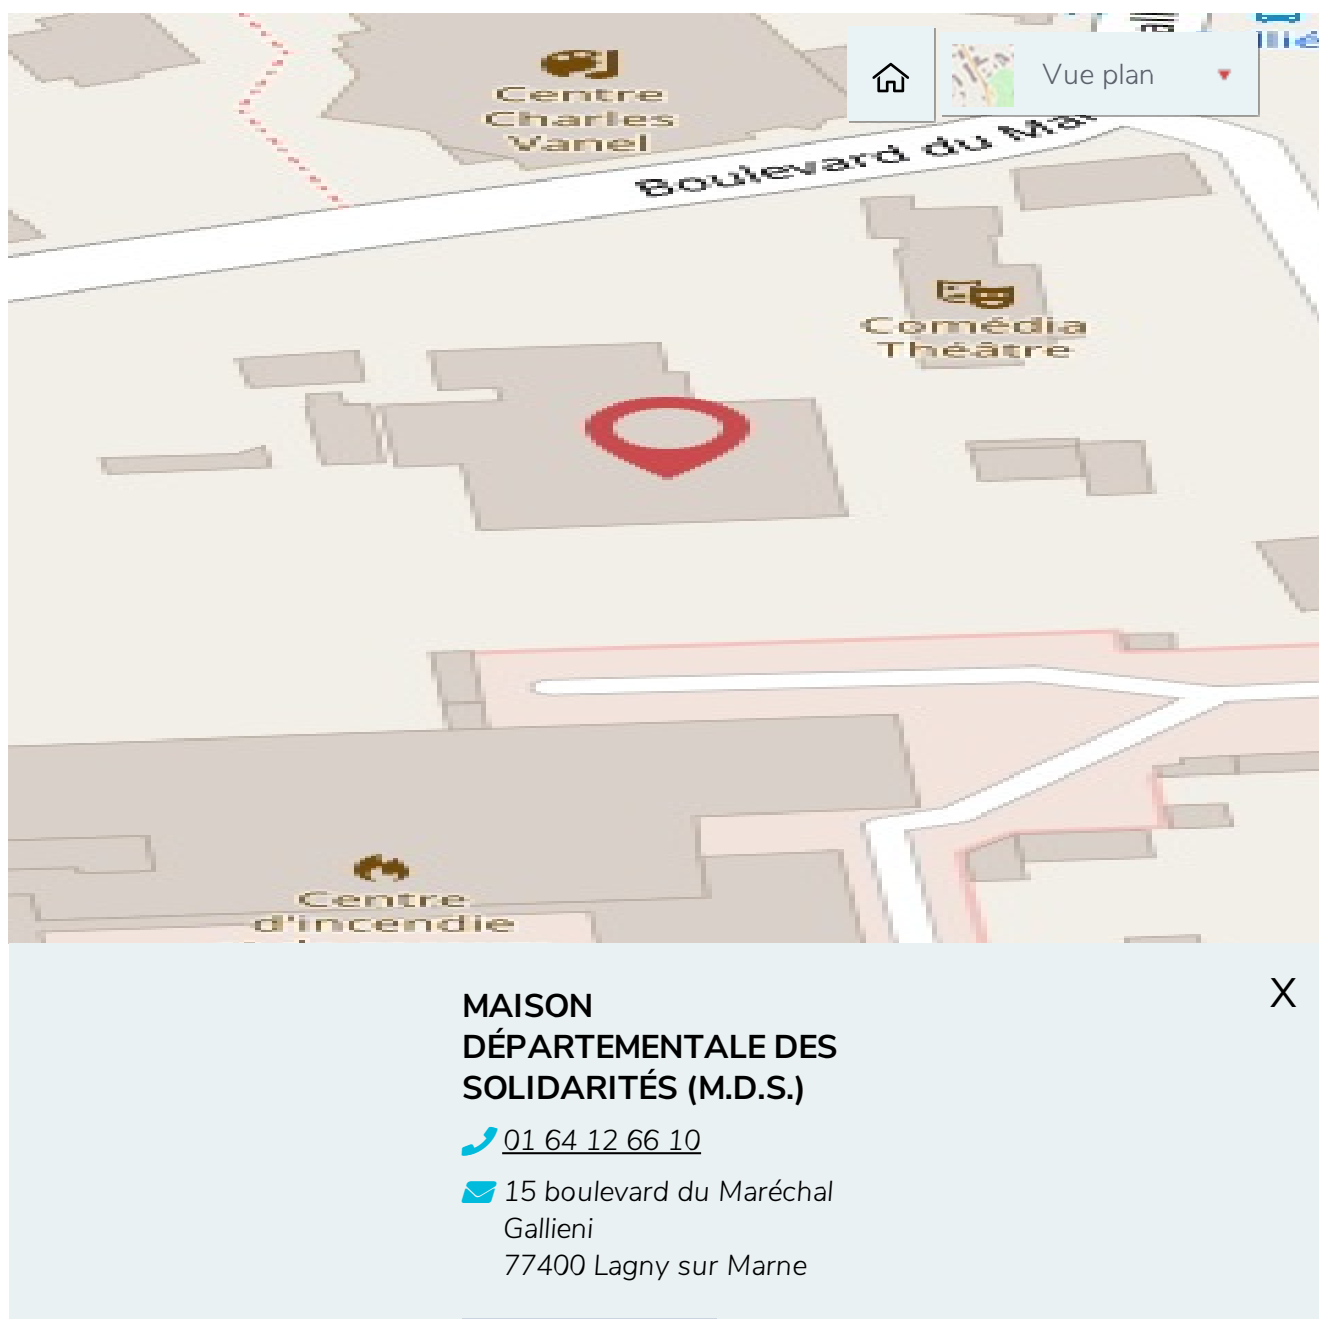 Centre
Charles
Vanel
Vue plan
Boulevard du
Comédia
Théâtre
Centre
d'incendie
X
MAISON
DÉPARTEMENTALE DES
SOLIDARITÉS (M.D.S.)
01 64 12 66 10
15 boulevard du Maréchal
Gallieni
77400 Lagny sur Marne